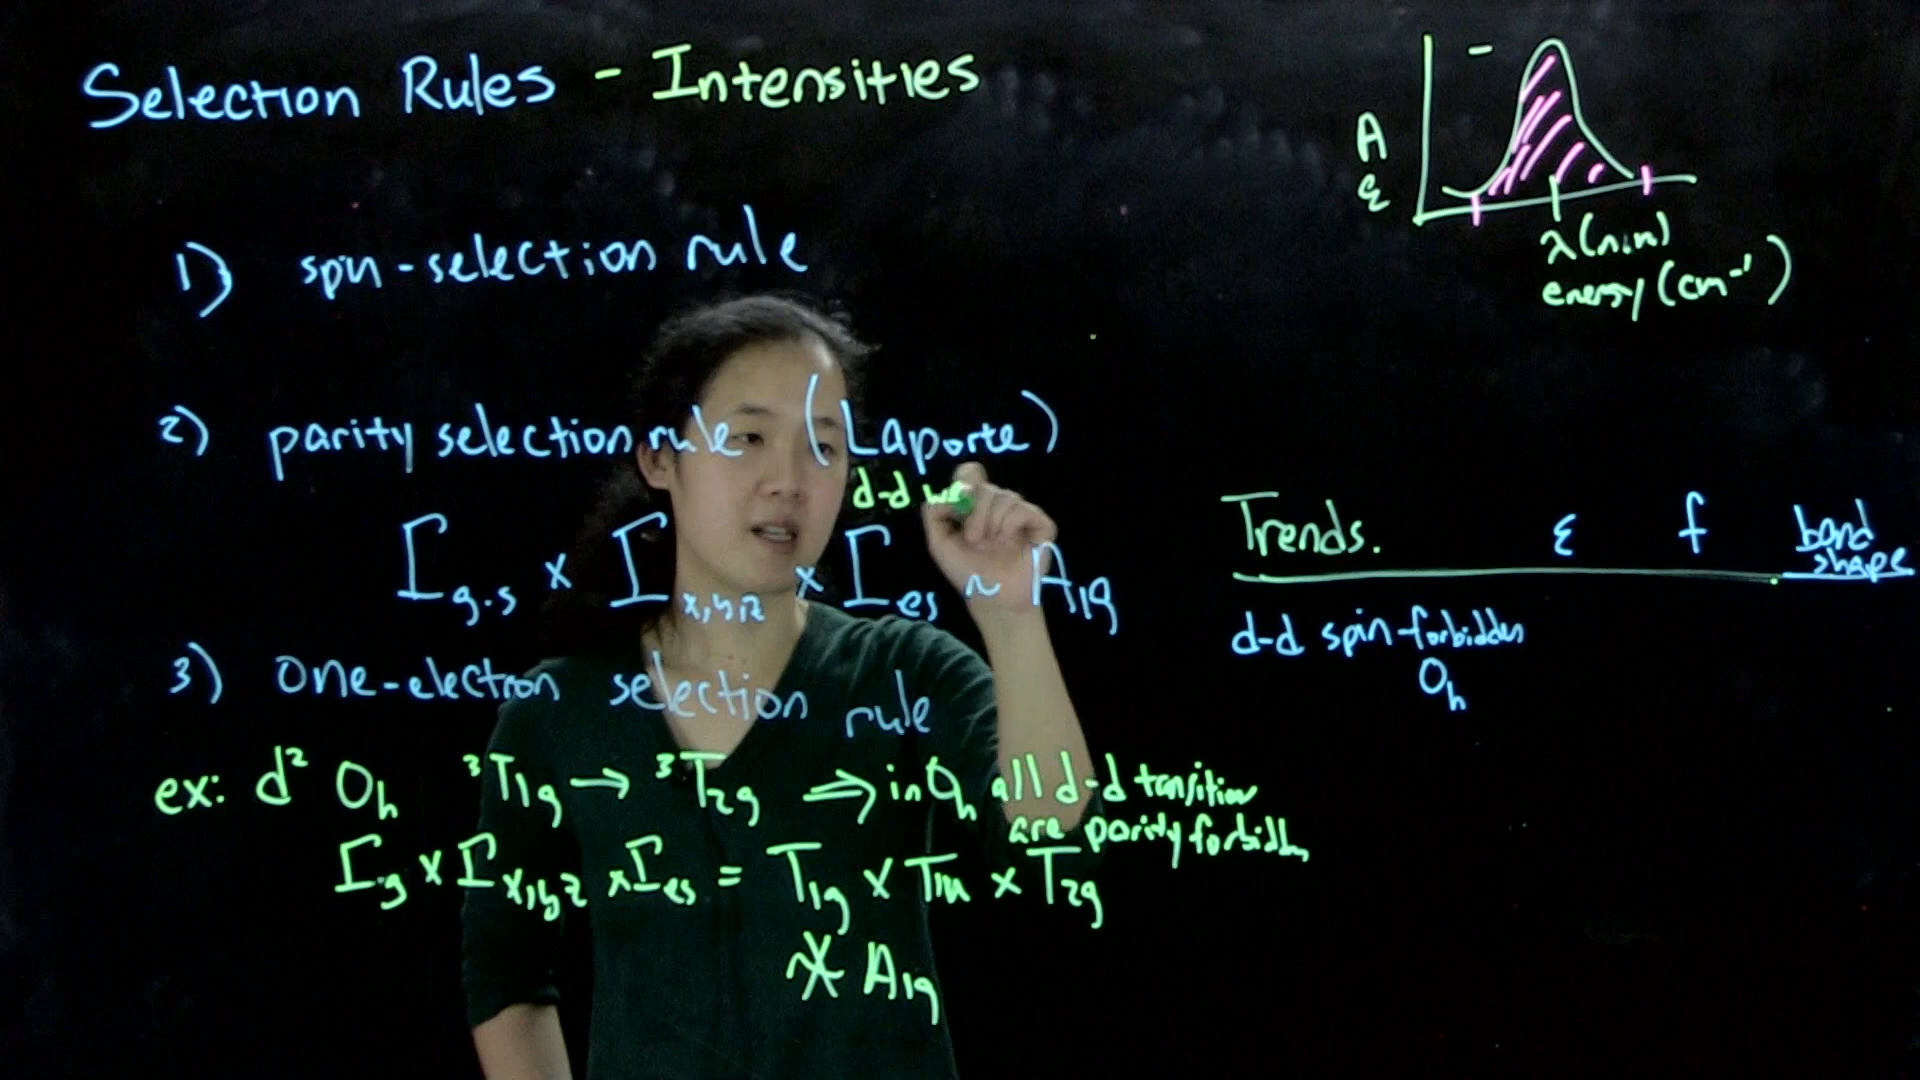 Selection Rules - Intensities
A
ε
λ(nm)
energy (cm⁻¹)
1) spin-selection rule
2) parity selection rule (Laporte)
d-d we
Γg.s × Γx,y,z × Γes ~ A1g
3) one-electron selection rule
ex: d² Oh ³T1g → ³T2g ⇒ in Oh all d-d transition
are parity forbidden
Γg × Γx,y,z × Γes = T1g × T1u × T2g
≁ A1g
Trends. ε f band
shape
d-d spin-forbidden
Oh